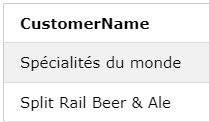 CustomerName
Spécialités du monde
Split Rail Beer & Ale